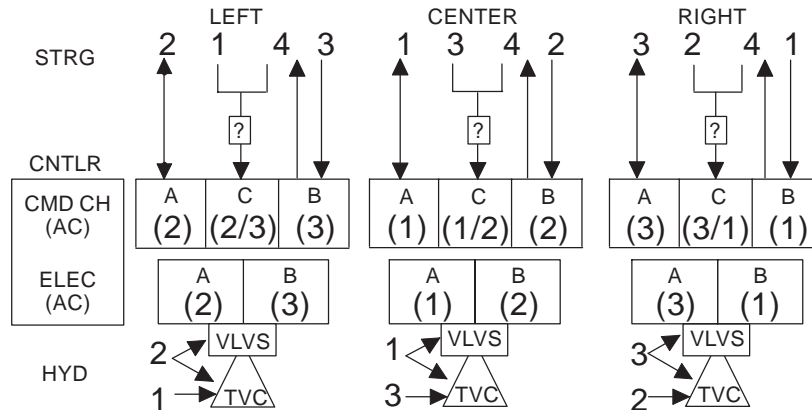 LEFT CENTER RIGHT
STRG 2 1 4 3 1 3 4 2 3 2 4 1
? ? ?
CNTLR
A C B A C B A C B
CMD CH (2) (2/3) (3) (1) (1/2) (2) (3) (3/1) (1)
(AC)
ELEC A B A B A B
(AC) (2) (3) (1) (2) (3) (1)
2 VLVS 1 VLVS 3 VLVS
HYD
1 TVC 3 TVC 2 TVC